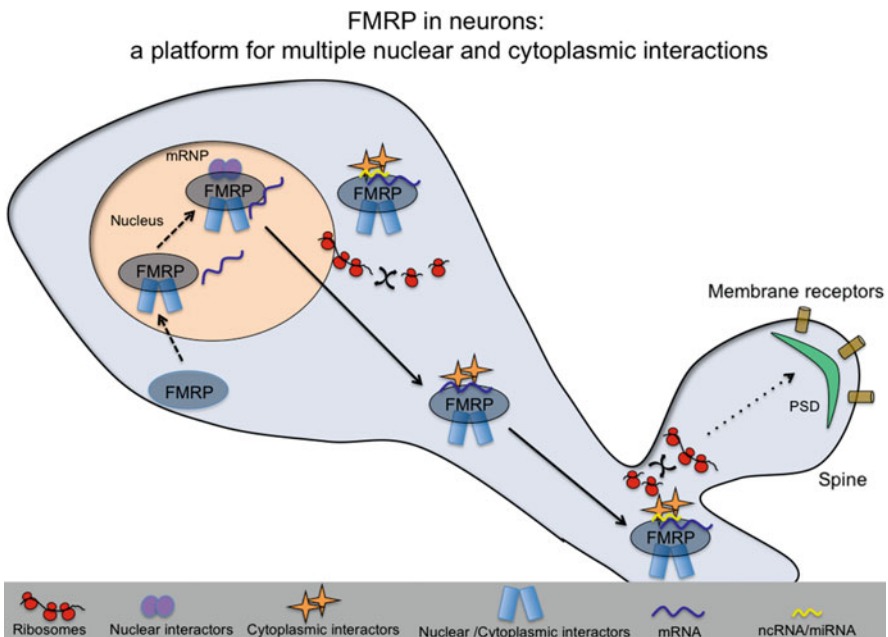 FMRP in neurons:
a platform for multiple nuclear and cytoplasmic interactions
mRNP
FMRP
FMRP
Nucleus
FMRP
FMRP
Membrane receptors
FMRP
PSD
Spine
FMRP
Ribosomes
Nuclear interactors
Cytoplasmic interactors
Nuclear /Cytoplasmic interactors
mRNA
ncRNA/miRNA